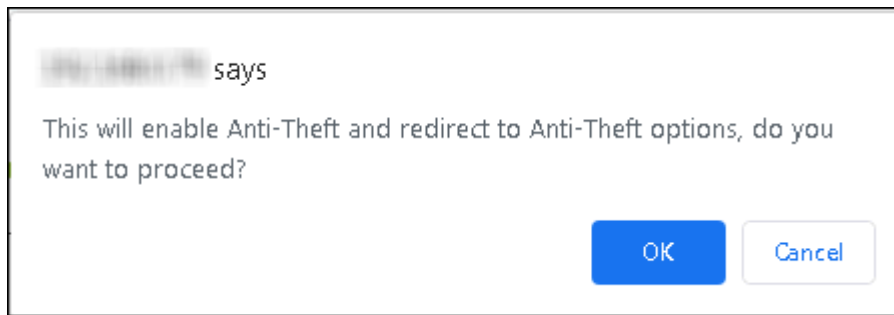 says
This will enable Anti-Theft and redirect to Anti-Theft options, do you
want to proceed?
OK
Cancel